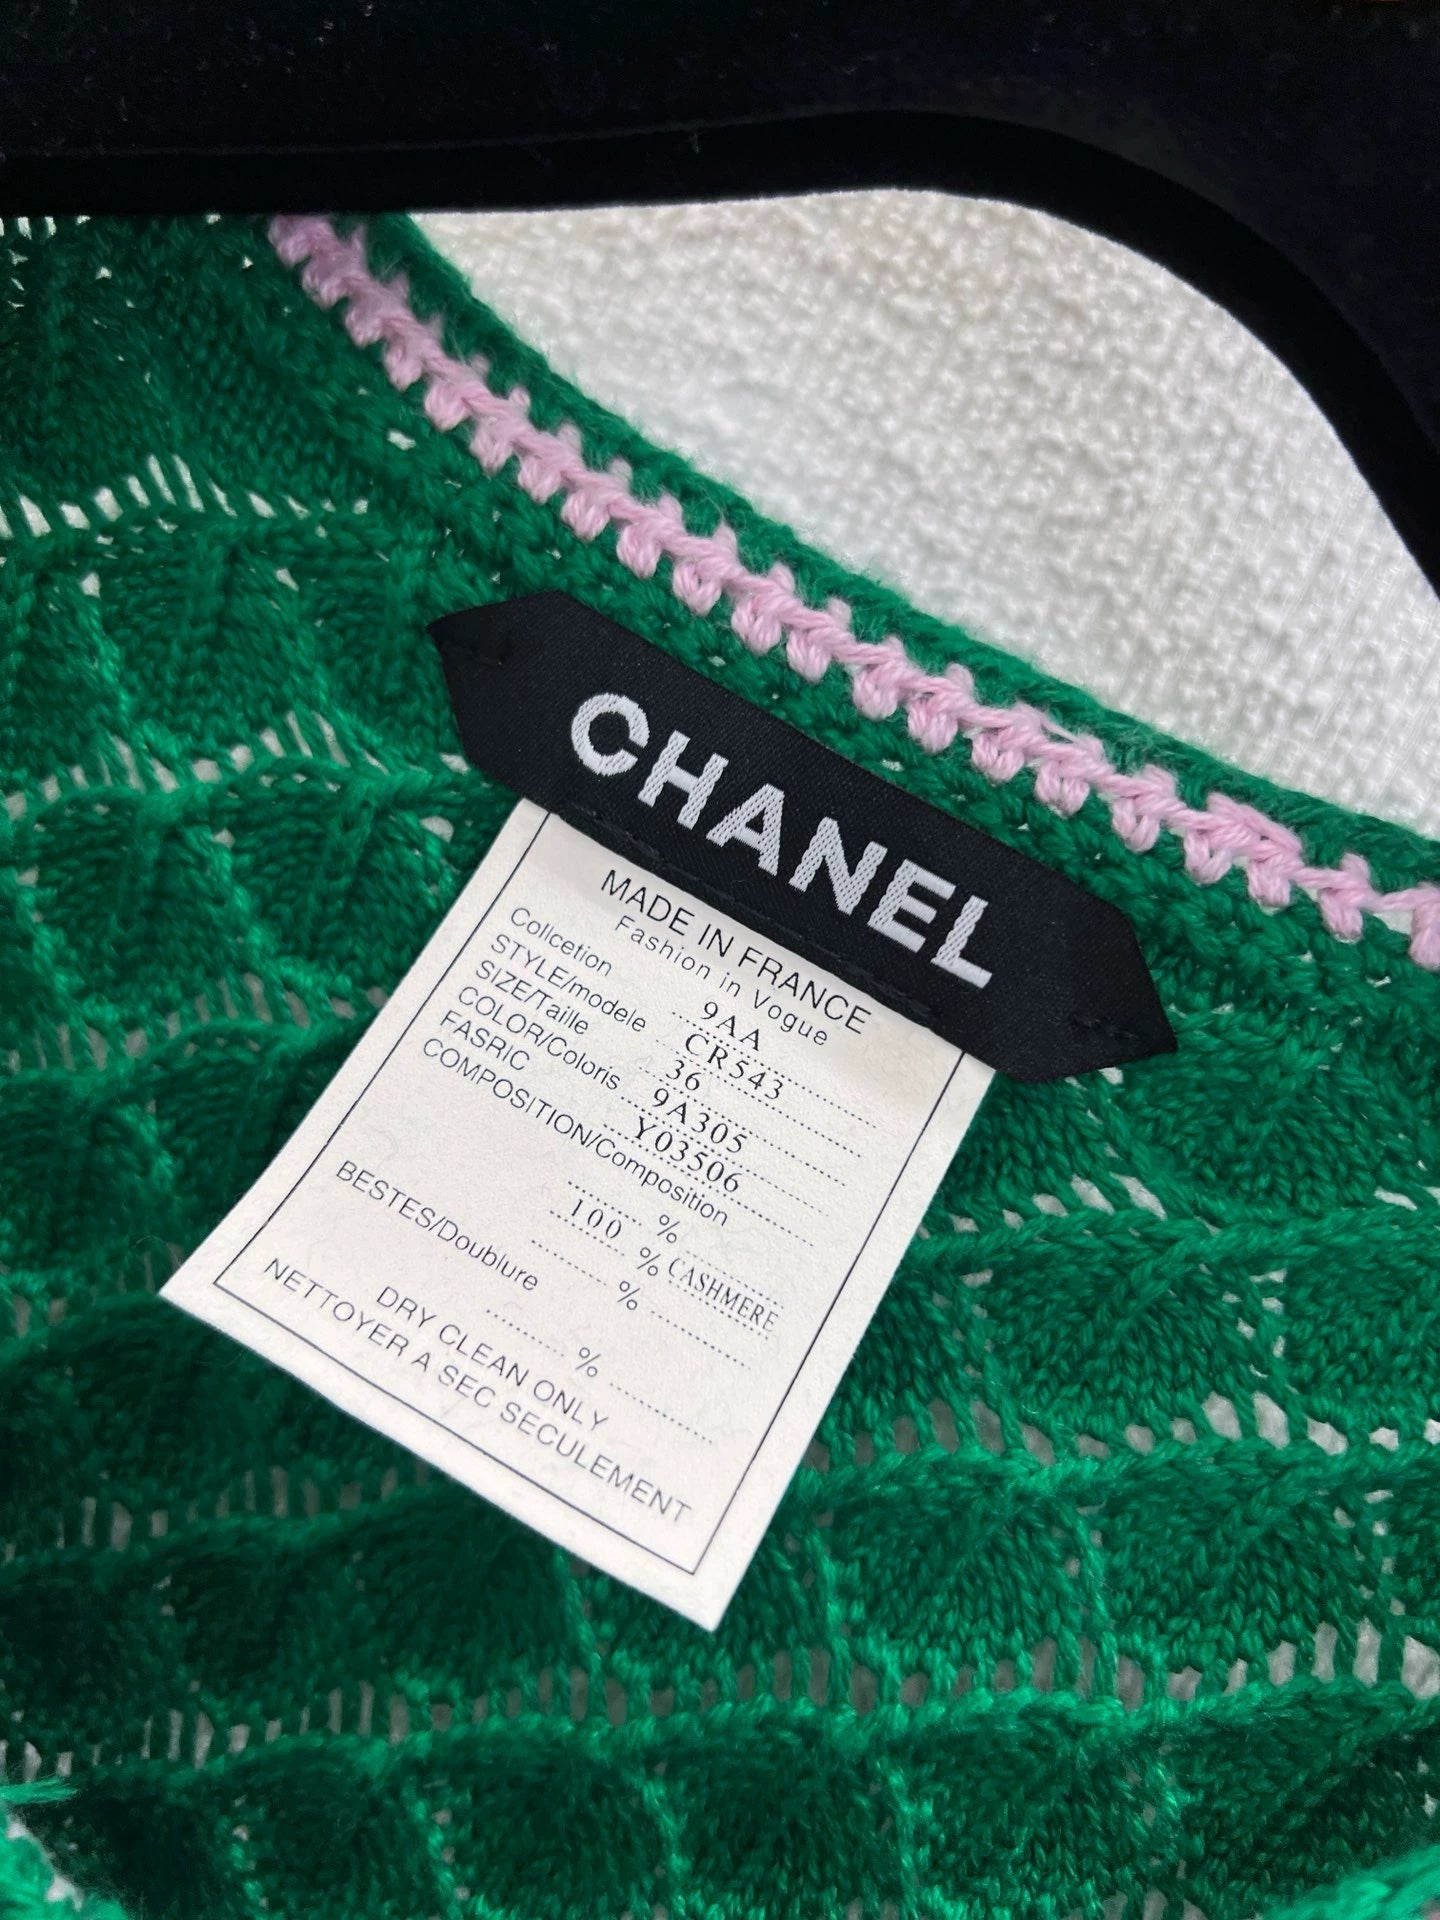 CHANEL
MADE IN FRANCE
Fashion in Vogue
Collcetion 9AA
STYLE/modele CR543
SIZE/Taille 36
COLOR/Coloris 9A305
FASRIC Y03506
COMPOSITION/Composition
%
100 % CASHMERE
%
BESTES/Doublure
%
DRY CLEAN ONLY
NETTOYER A SEC SECULEMENT